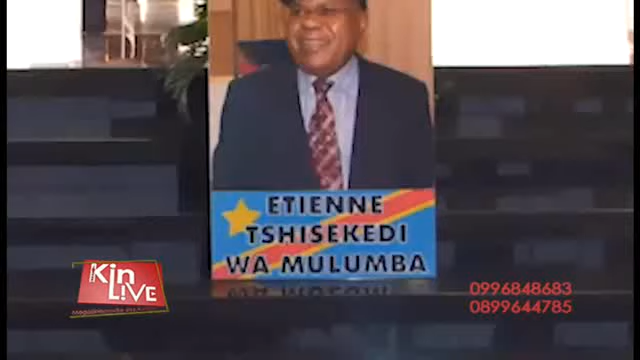 ETIENNE
TSHISEKEDI
WA MULUMBA
Kin
LIVE
0996848683
0899644785